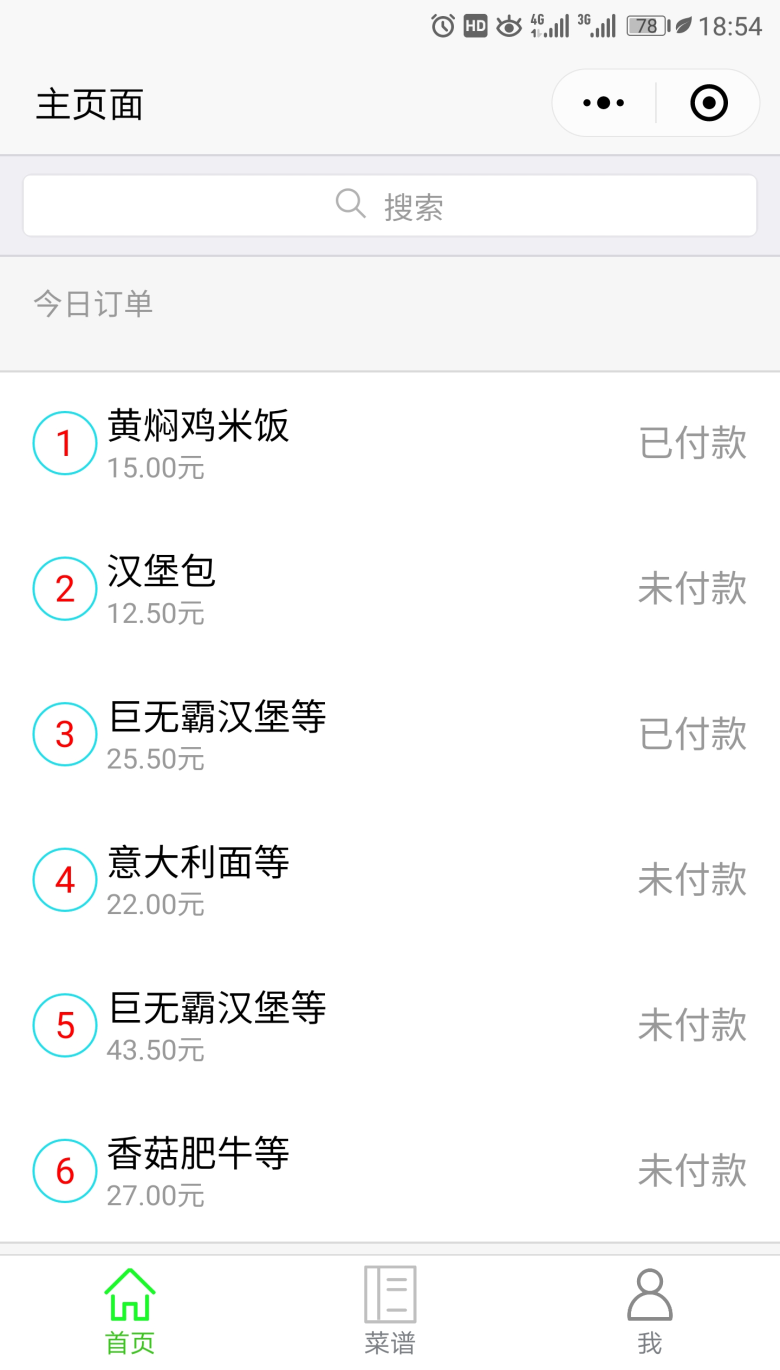 HD 4G 3G 78 18:54
主页面
搜索
今日订单
1 黄焖鸡米饭
15.00元
已付款
2 汉堡包
12.50元
未付款
3 巨无霸汉堡等
25.50元
已付款
4 意大利面等
22.00元
未付款
5 巨无霸汉堡等
43.50元
未付款
6 香菇肥牛等
27.00元
未付款
首页 菜谱 我